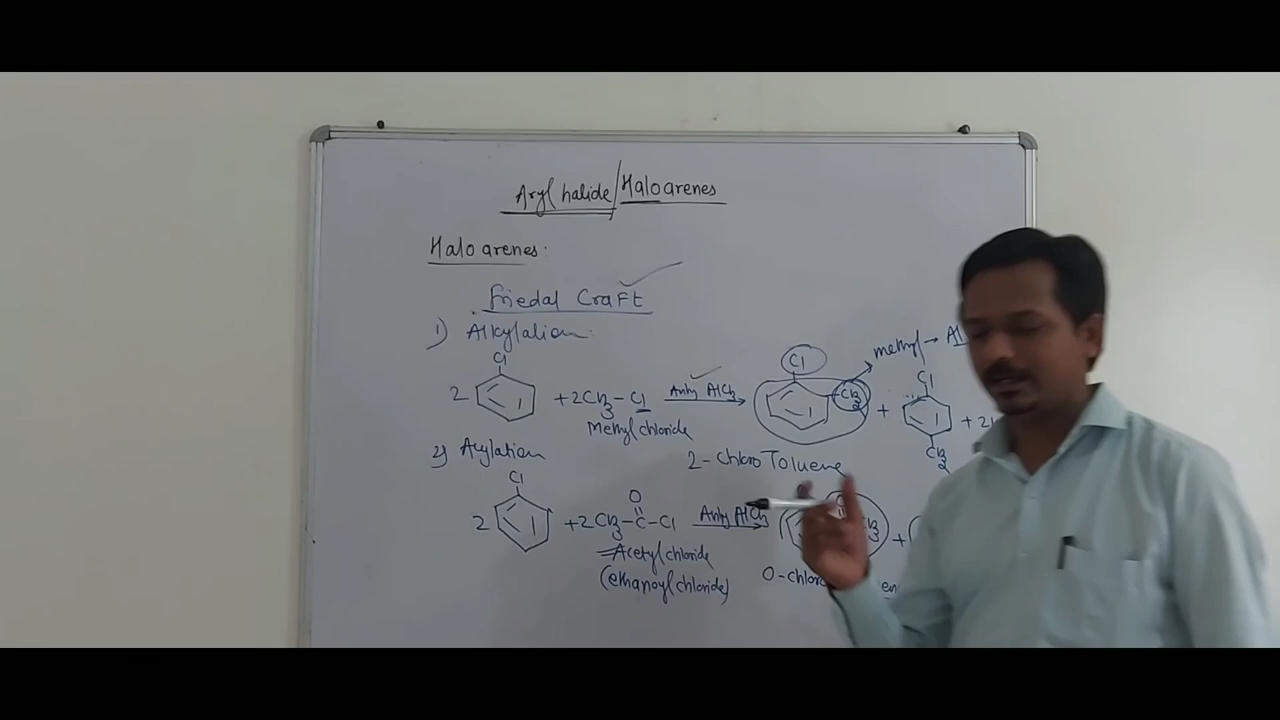 Aryl halide/Haloarenes
Haloarenes:
Friedal Craft
1) Alkylation:
methyl → Al
Cl Cl Cl
2 + 2CH3 – Cl Anhy AlCl3 CH3 + + 2
Methyl chloride CH3
2) Acylation 2-Chloro Toluene
Cl O
2 + 2CH3 – C – Cl Anhy AlCl3 CH3 +
Acetyl chloride
(ethanoyl chloride) O-chloro